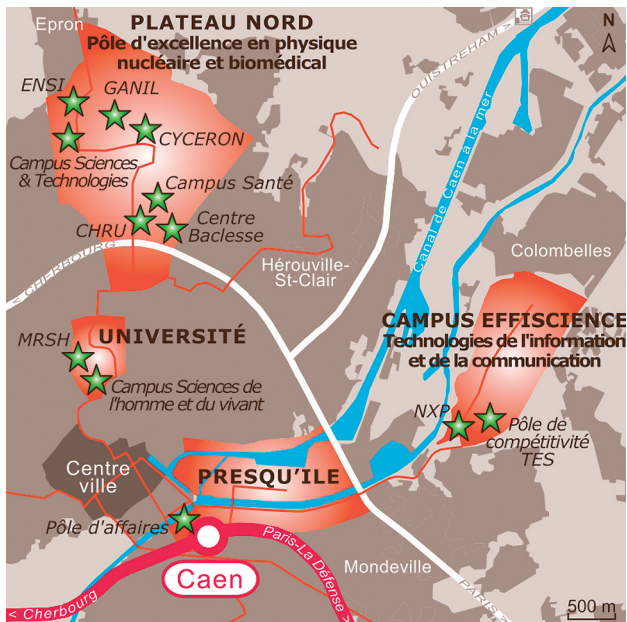 Epron
PLATEAU NORD
Pôle d'excellence en physique
nucléaire et biomédical
N
OUISTREHAM >
ENSI
GANIL
CYCERON
Campus Sciences
& Technologies
Campus Santé
CHRU
Centre
Baclesse
< CHERBOURG
Hérouville-
St-Clair
Canal de Caen a la mer
Colombelles
MRSH
UNIVERSITÉ
Campus Sciences de
l'homme et du vivant
CAMPUS EFFISCIENCE
Technologies de l'information
et de la communication
NXP
Pôle de
compétitivité
TES
Centre
ville
PRESQU'ILE
Pôle d'affaires
Caen
Paris-La Défense >
Mondeville
PARIS >
< Cherbourg
500 m